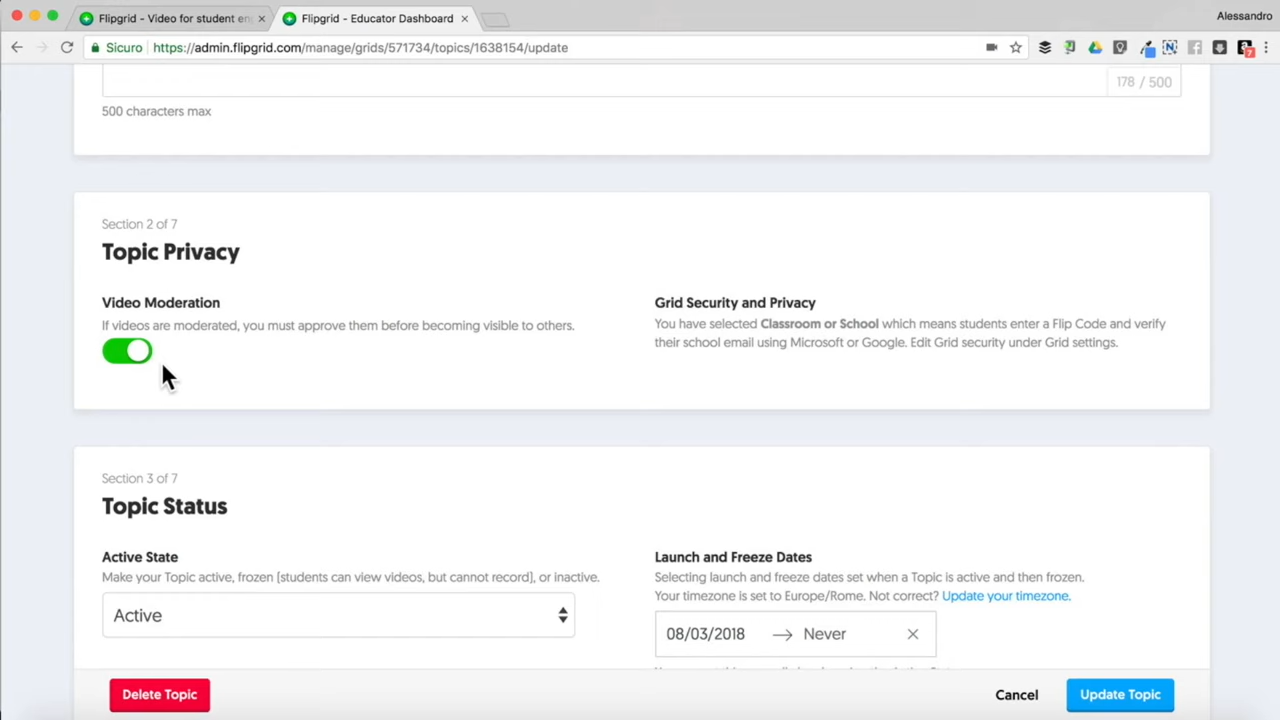 Flipgrid - Video for student en
Flipgrid - Educator Dashboard
Alessandro
Sicuro
https://admin.flipgrid.com/manage/grids/571734/topics/1638154/update
7
178 / 500
500 characters max
Section 2 of 7
Topic Privacy
Video Moderation
If videos are moderated, you must approve them before becoming visible to others.
Grid Security and Privacy
You have selected Classroom or School which means students enter a Flip Code and verify
their school email using Microsoft or Google. Edit Grid security under Grid settings.
Section 3 of 7
Topic Status
Active State
Make your Topic active, frozen [students can view videos, but cannot record], or inactive.
Active
Launch and Freeze Dates
Selecting launch and freeze dates set when a Topic is active and then frozen.
Your timezone is set to Europe/Rome. Not correct? Update your timezone.
08/03/2018 → Never
Delete Topic
Cancel
Update Topic